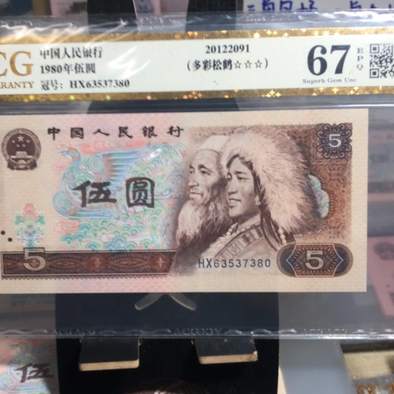 CG
中国人民银行
1980年伍圆
冠号: HX63537380
RANTY
20122091
(多彩松鹤☆☆☆)
67 EPQ
Superb Gem Unc
中国人民银行
5
伍圆
HX63537380
5
5
伍